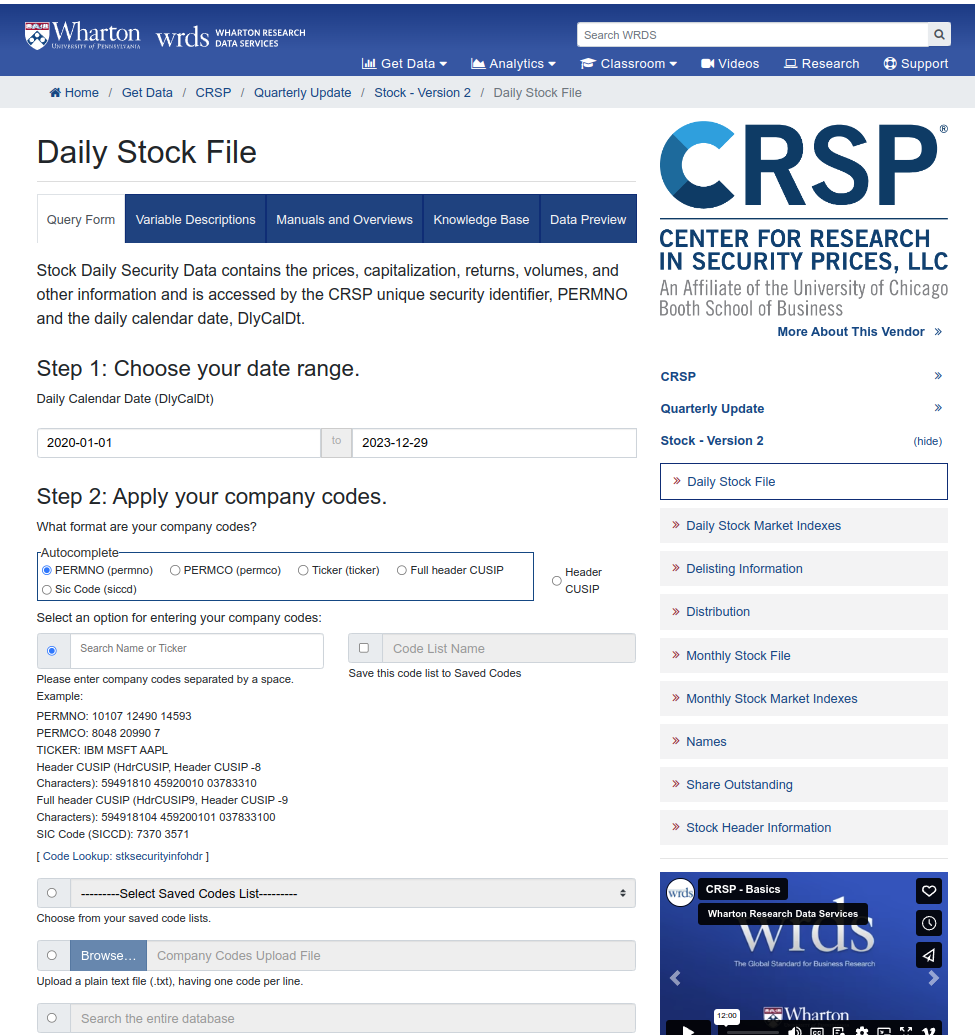 Wharton
UNIVERSITY OF PENNSYLVANIA
wrds WHARTON RESEARCH
DATA SERVICES
Search WRDS
Get Data
Analytics
Classroom
Videos
Research
Support
Home / Get Data / CRSP / Quarterly Update / Stock - Version 2 / Daily Stock File
Daily Stock File
Query Form
Variable Descriptions
Manuals and Overviews
Knowledge Base
Data Preview
Stock Daily Security Data contains the prices, capitalization, returns, volumes, and
other information and is accessed by the CRSP unique security identifier, PERMNO
and the daily calendar date, DlyCalDt.
Step 1: Choose your date range.
Daily Calendar Date (DlyCalDt)
2020-01-01 to 2023-12-29
Step 2: Apply your company codes.
What format are your company codes?
Autocomplete
PERMNO (permno) PERMCO (permco) Ticker (ticker) Full header CUSIP
Sic Code (siccd)
Header
CUSIP
Select an option for entering your company codes:
Search Name or Ticker
Code List Name
Please enter company codes separated by a space.
Save this code list to Saved Codes
Example:
PERMNO: 10107 12490 14593
PERMCO: 8048 20990 7
TICKER: IBM MSFT AAPL
Header CUSIP (HdrCUSIP, Header CUSIP -8
Characters): 59491810 45920010 03783310
Full header CUSIP (HdrCUSIP9, Header CUSIP -9
Characters): 594918104 459200101 037833100
SIC Code (SICCD): 7370 3571
[ Code Lookup: stksecurityinfohdr ]
---------Select Saved Codes List---------
Choose from your saved code lists.
Browse... Company Codes Upload File
Upload a plain text file (.txt), having one code per line.
Search the entire database
CRSP®
CENTER FOR RESEARCH
IN SECURITY PRICES, LLC
An Affiliate of the University of Chicago
Booth School of Business
More About This Vendor »
CRSP »
Quarterly Update »
Stock - Version 2 (hide)
» Daily Stock File
» Daily Stock Market Indexes
» Delisting Information
» Distribution
» Monthly Stock File
» Monthly Stock Market Indexes
» Names
» Share Outstanding
» Stock Header Information
wrds
CRSP - Basics
Wharton Research Data Services
wrds
The Global Standard for Business Research
12:00
Wharton
CC